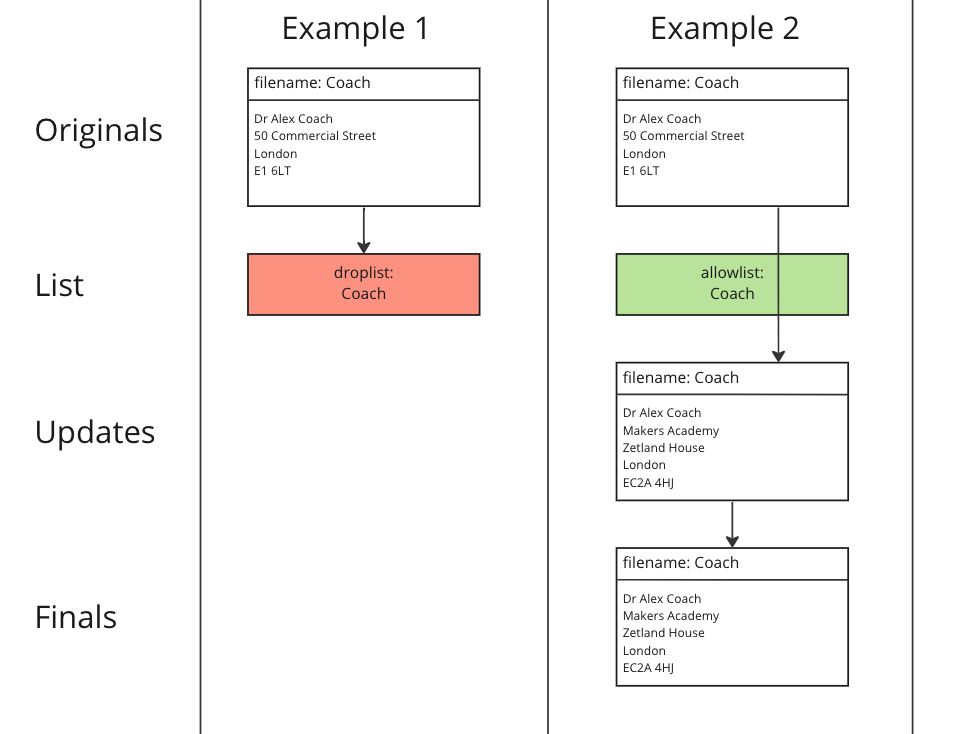 Example 1
Example 2
Originals
filename: Coach
Dr Alex Coach
50 Commercial Street
London
E1 6LT
filename: Coach
Dr Alex Coach
50 Commercial Street
London
E1 6LT
List
droplist:
Coach
allowlist:
Coach
Updates
filename: Coach
Dr Alex Coach
Makers Academy
Zetland House
London
EC2A 4HJ
Finals
filename: Coach
Dr Alex Coach
Makers Academy
Zetland House
London
EC2A 4HJ